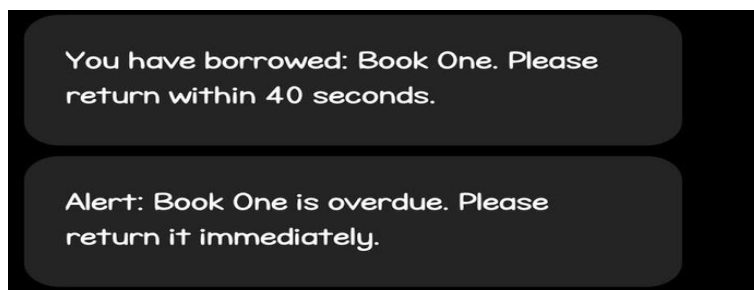 You have borrowed: Book One. Please
return within 40 seconds.
Alert: Book One is overdue. Please
return it immediately.